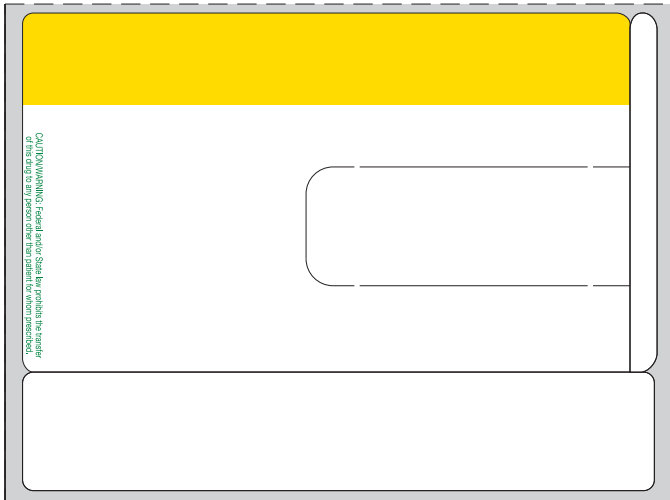 CAUTION/WARNING: Federal and/or State law prohibits the transfer
of this drug to any person other than patient for whom prescribed.